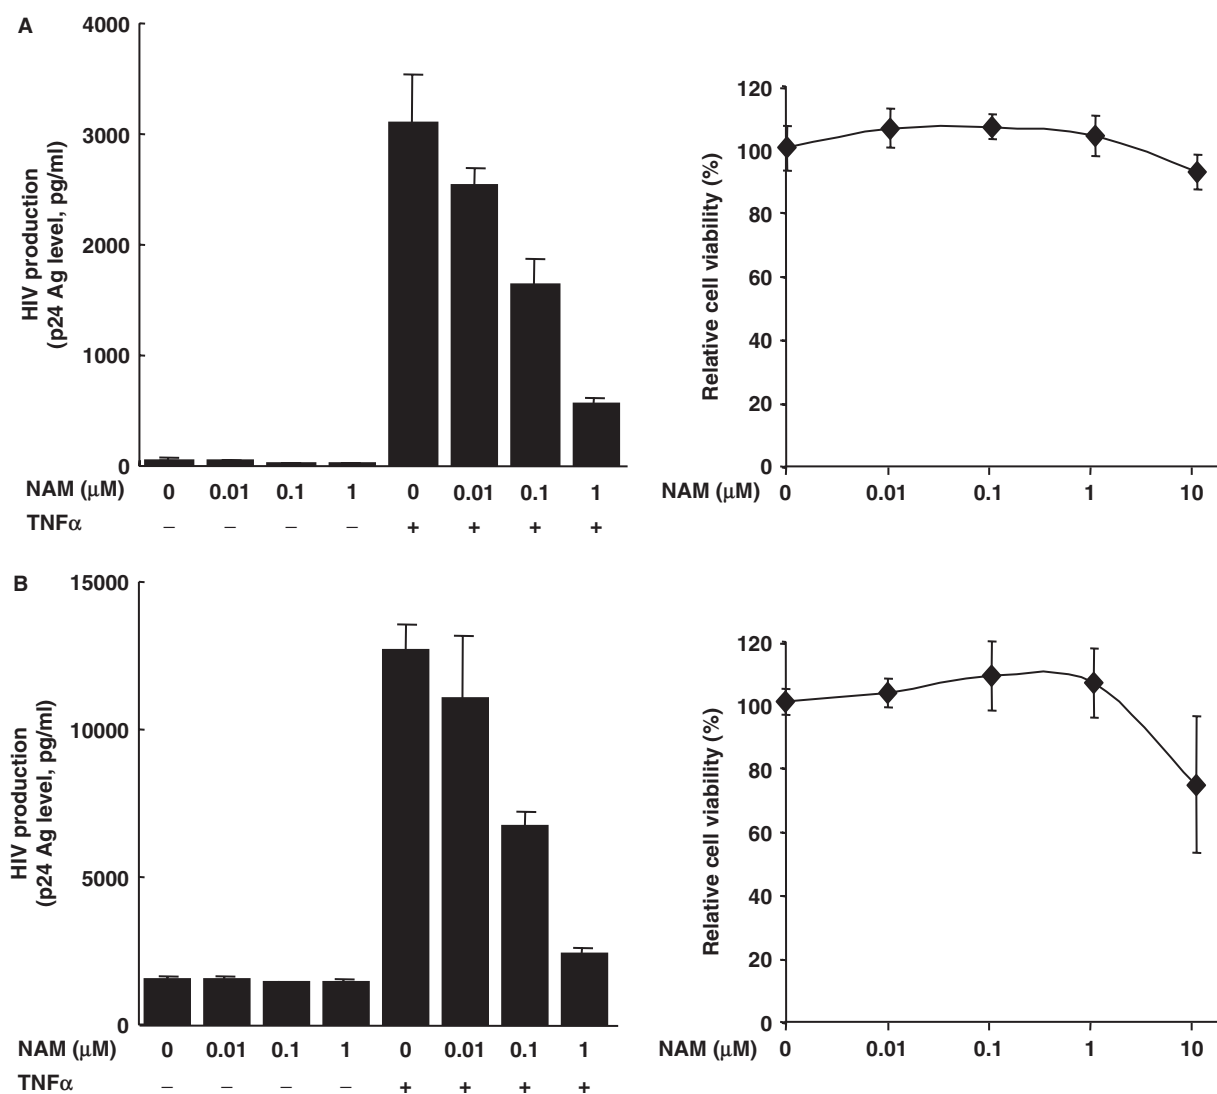 A
4000
3000
2000
1000
0
HIV production
(p24 Ag level, pg/ml)
NAM (μM) 0 0.01 0.1 1 0 0.01 0.1 1
TNFα – – – – + + + +
120
100
80
60
40
20
0
Relative cell viability (%)
NAM (μM) 0 0.01 0.1 1 10
B
15000
10000
5000
0
HIV production
(p24 Ag level, pg/ml)
NAM (μM) 0 0.01 0.1 1 0 0.01 0.1 1
TNFα – – – – + + + +
120
100
80
60
40
20
0
Relative cell viability (%)
NAM (μM) 0 0.01 0.1 1 10